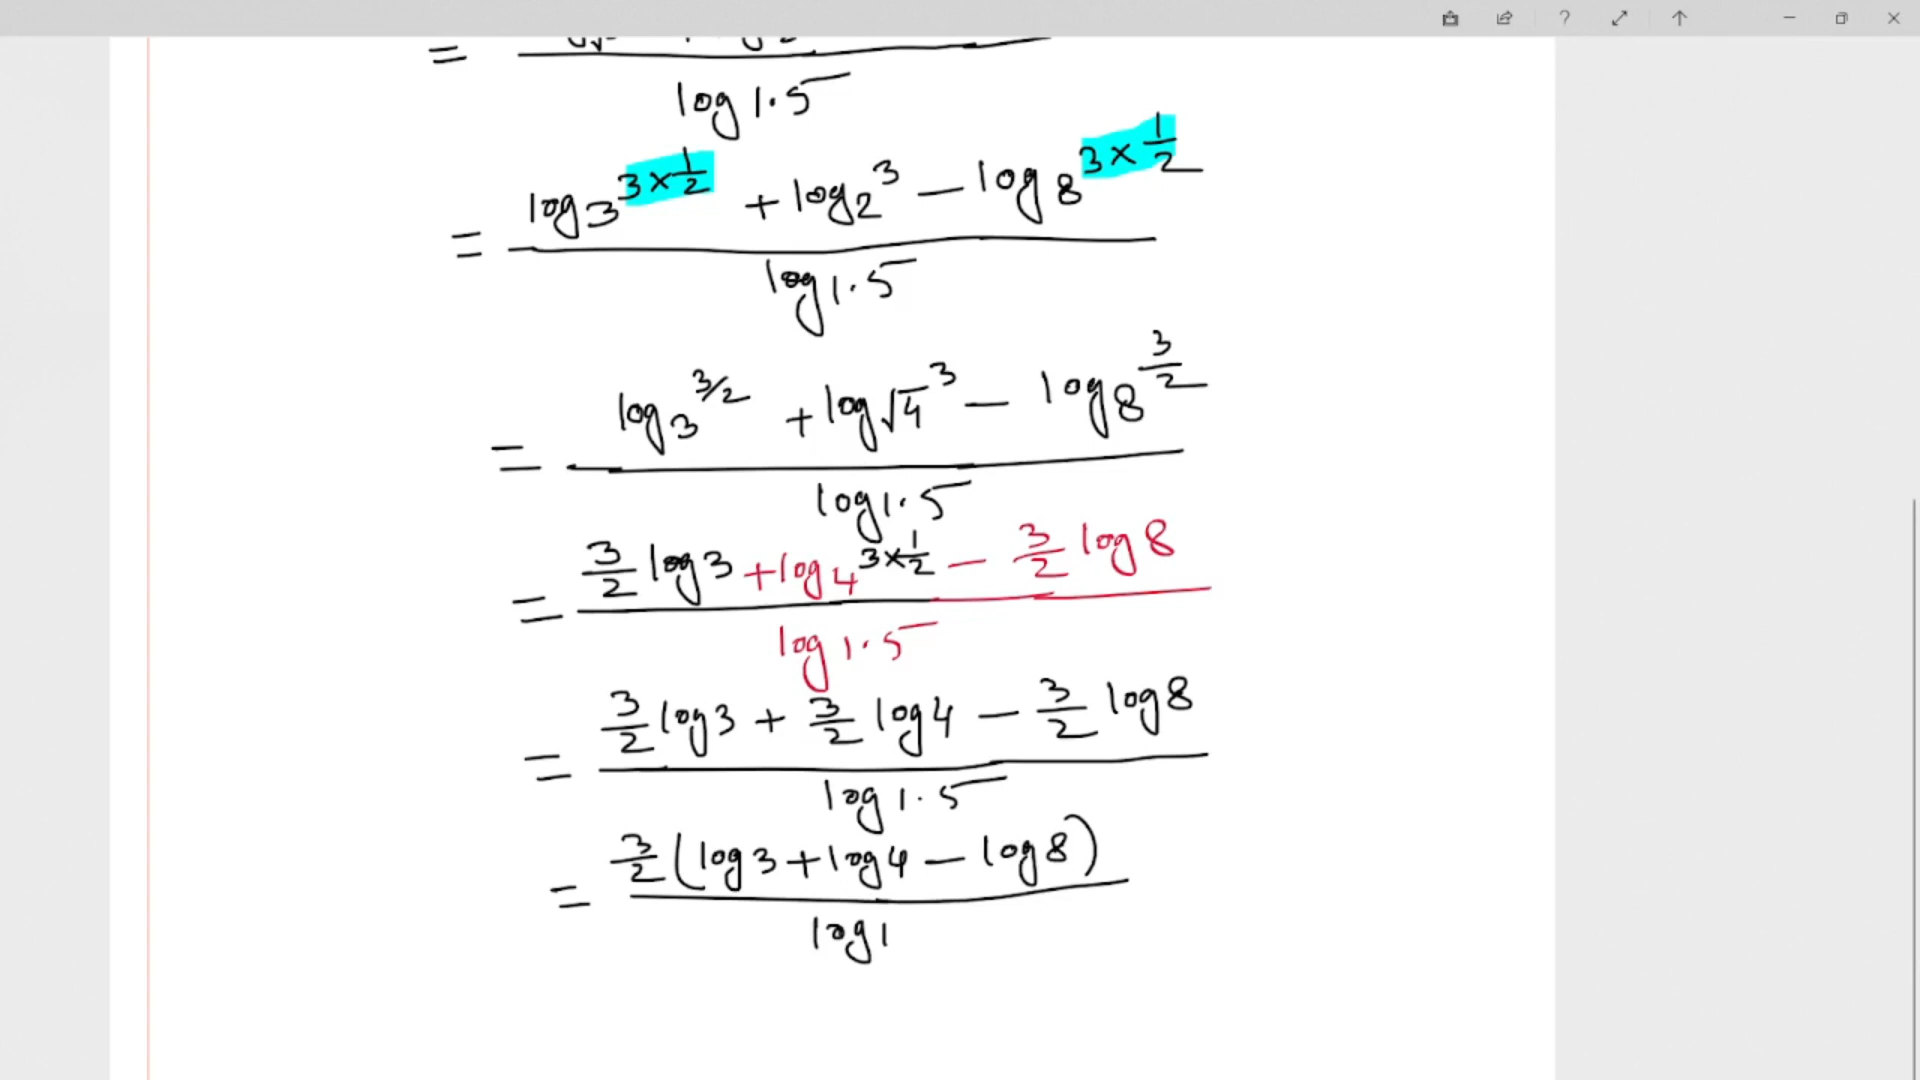 =
log 1.5
= log 3^(3×1/2) + log 2^3 − log 8^(3×1/2)
log 1.5
= log 3^(3/2) + log √4^3 − log 8^(3/2)
log 1.5
= 3/2 log 3 + log 4^(3×1/2) − 3/2 log 8
log 1.5
= 3/2 log 3 + 3/2 log 4 − 3/2 log 8
log 1.5
= 3/2 (log 3 + log 4 − log 8)
log 1